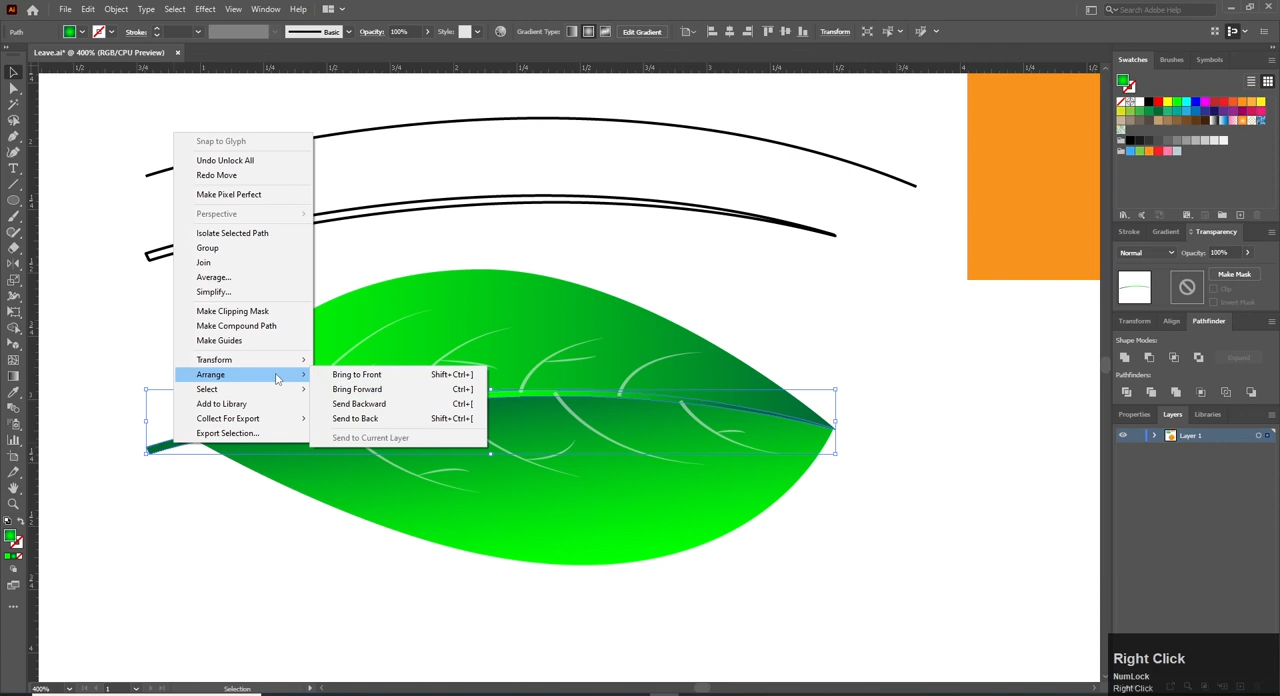 File Edit Object Type Select Effect View Window Help
Search Adobe Help
Path Stroke: Basic Opacity: 100% Style: Gradient Type: Edit Gradient Transform
Leave.ai* @ 400% (RGB/CPU Preview)
Snap to Glyph
Undo Unlock All
Redo Move
Make Pixel Perfect
Perspective
Isolate Selected Path
Group
Join
Average...
Simplify...
Make Clipping Mask
Make Compound Path
Make Guides
Transform
Arrange
Select
Add to Library
Collect For Export
Export Selection...
Bring to Front Shift+Ctrl+]
Bring Forward Ctrl+]
Send Backward Ctrl+[
Send to Back Shift+Ctrl+[
Send to Current Layer
Swatches Brushes Symbols
Stroke Gradient Transparency
Normal Opacity: 100%
Make Mask
Clip
Invert Mask
Transform Align Pathfinder
Shape Modes:
Expand
Pathfinders:
Properties Layers Libraries
Layer 1
Right Click
NumLock
Right Click
400% 1 Selection